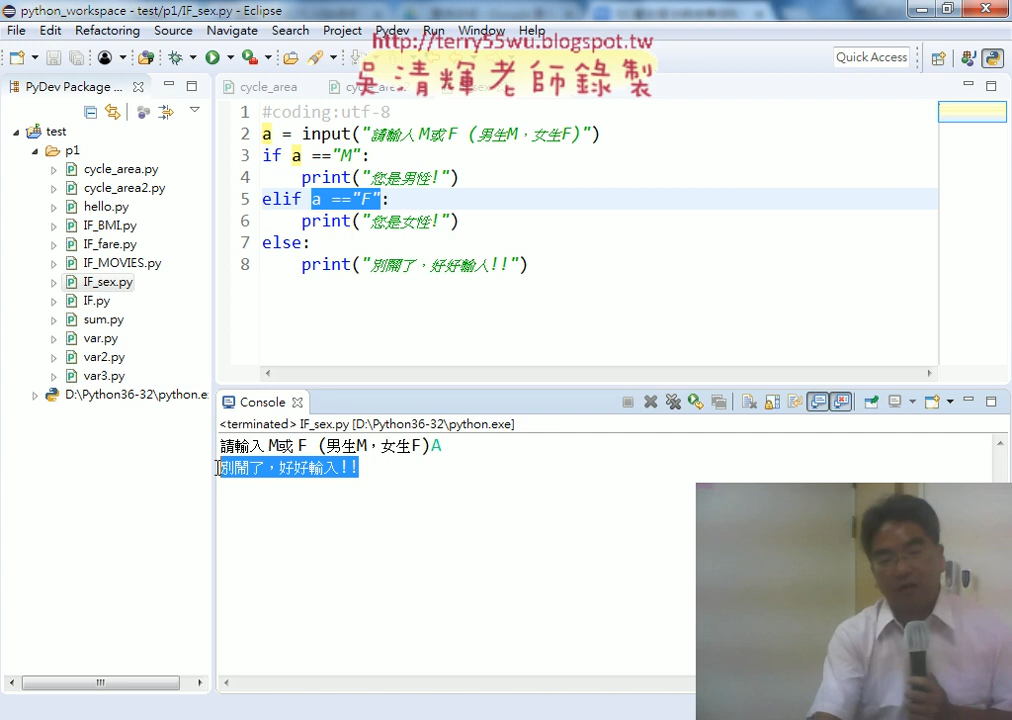 python_workspace - test/p1/IF_sex.py - Eclipse
File Edit Refactoring Source Navigate Search Project Pydev Run Window Help
http://terry55wu.blogspot.tw
吳清輝老師錄製
Quick Access
PyDev Package ...
test
p1
cycle_area.py
cycle_area2.py
hello.py
IF_BMI.py
IF_fare.py
IF_MOVIES.py
IF_sex.py
IF.py
sum.py
var.py
var2.py
var3.py
D:\Python36-32\python.e
cycle_area
1 #coding:utf-8
2 a = input("請輸入M或F (男生M,女生F)")
3 if a =="M":
4 print("您是男性!")
5 elif a =="F":
6 print("您是女性!")
7 else:
8 print("別鬧了,好好輸入!!")
Console
<terminated> IF_sex.py [D:\Python36-32\python.exe]
請輸入M或 F (男生M,女生F)A
別鬧了,好好輸入!!